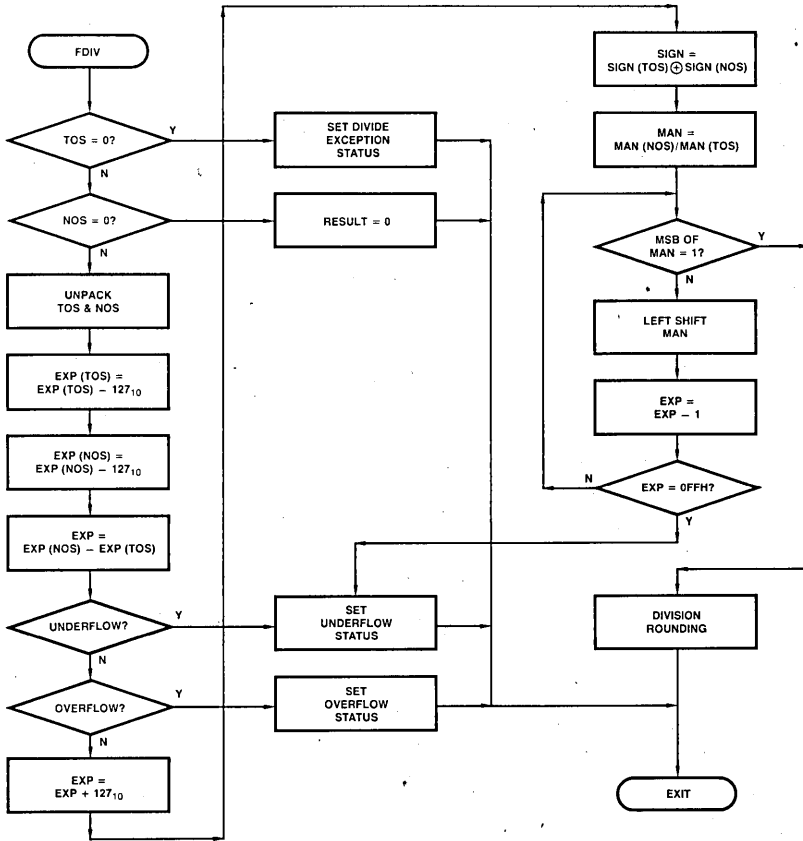 FDIV
TOS = 0?
Y
N
SET DIVIDE
EXCEPTION
STATUS
NOS = 0?
N
RESULT = 0
UNPACK
TOS & NOS
EXP (TOS) =
EXP (TOS) − 127₁₀
EXP (NOS) =
EXP (NOS) − 127₁₀
EXP =
EXP (NOS) − EXP (TOS)
UNDERFLOW?
Y
N
SET
UNDERFLOW
STATUS
OVERFLOW?
Y
N
SET
OVERFLOW
STATUS
EXP =
EXP + 127₁₀
SIGN =
SIGN (TOS) ⊕ SIGN (NOS)
MAN =
MAN (NOS)/MAN (TOS)
MSB OF
MAN = 1?
Y
N
LEFT SHIFT
MAN
EXP =
EXP − 1
EXP = 0FFH?
N
Y
DIVISION
ROUNDING
EXIT